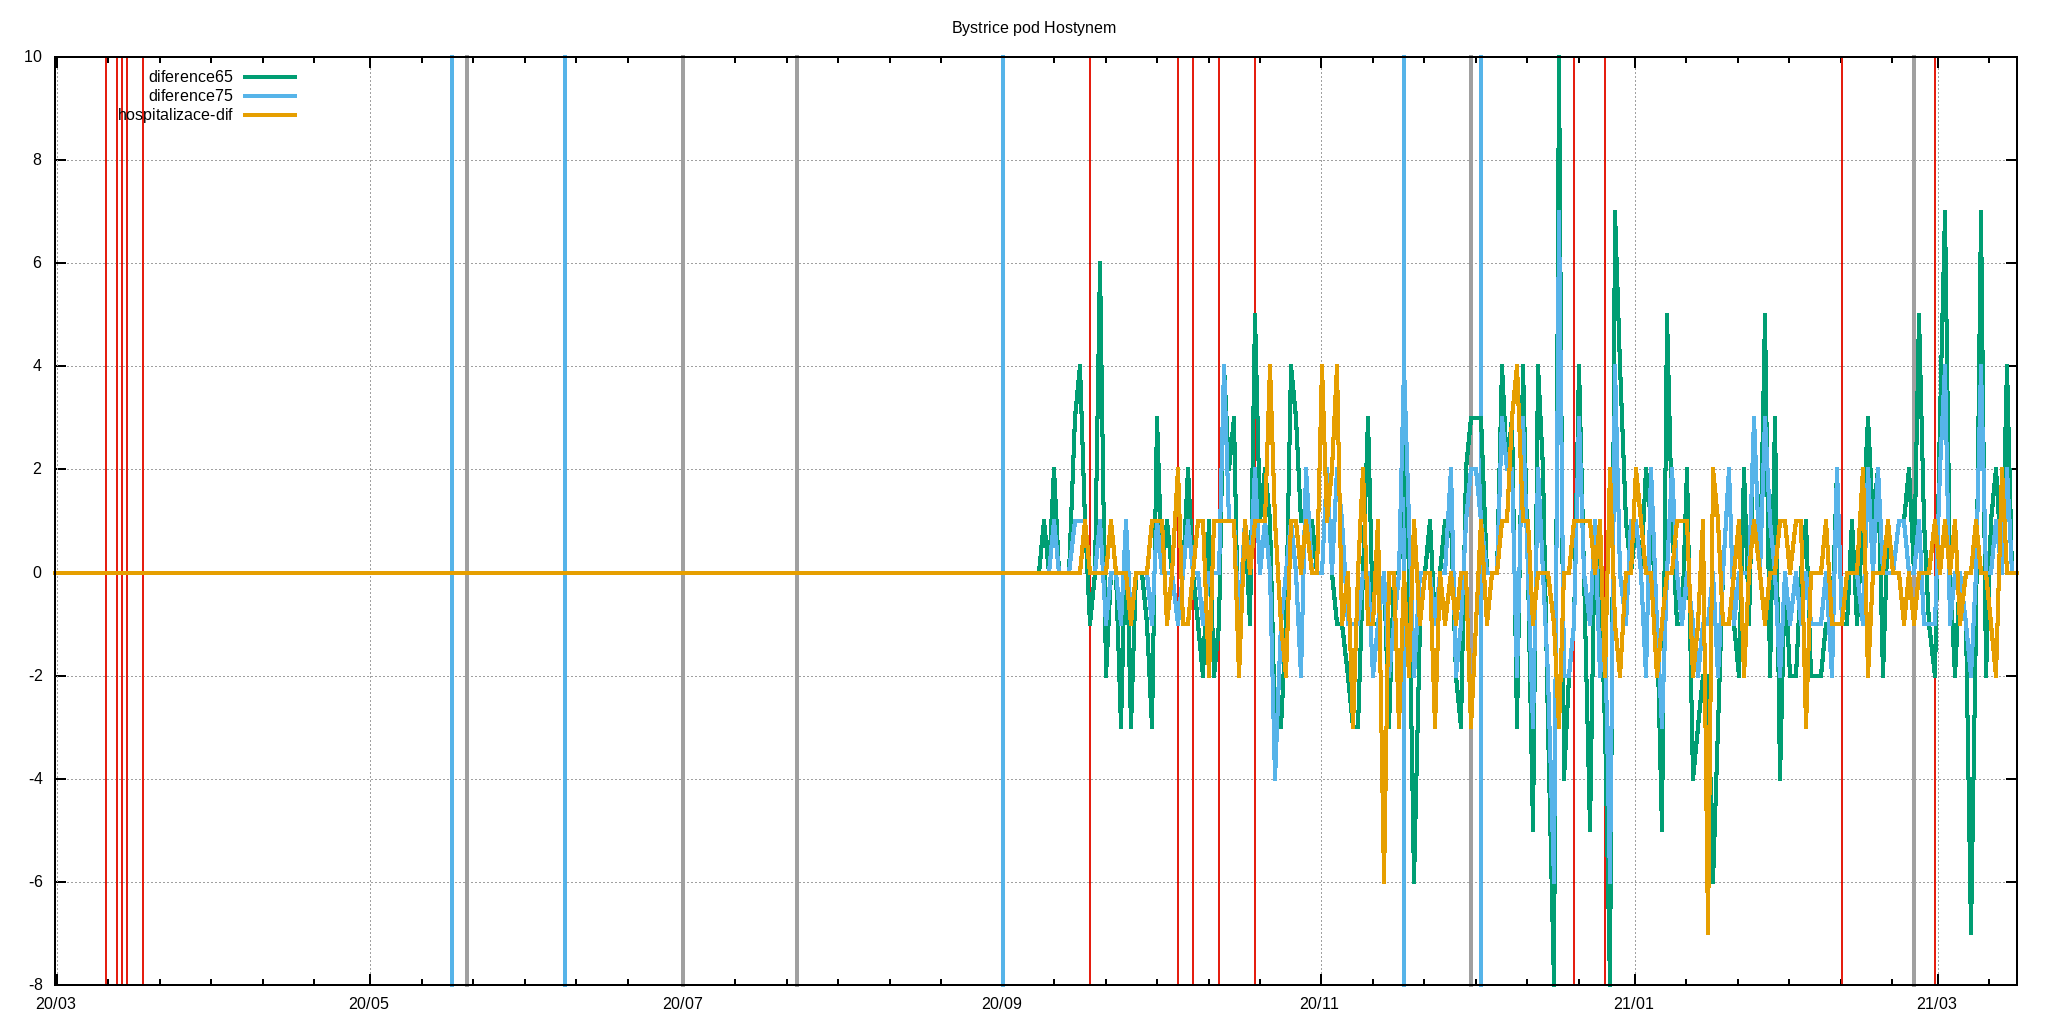 Bystrice pod Hostynem
10
diference65
diference75
hospitalizace-dif
8
6
4
2
0
-2
-4
-6
-8
20/03 20/05 20/07 20/09 20/11 21/01 21/03